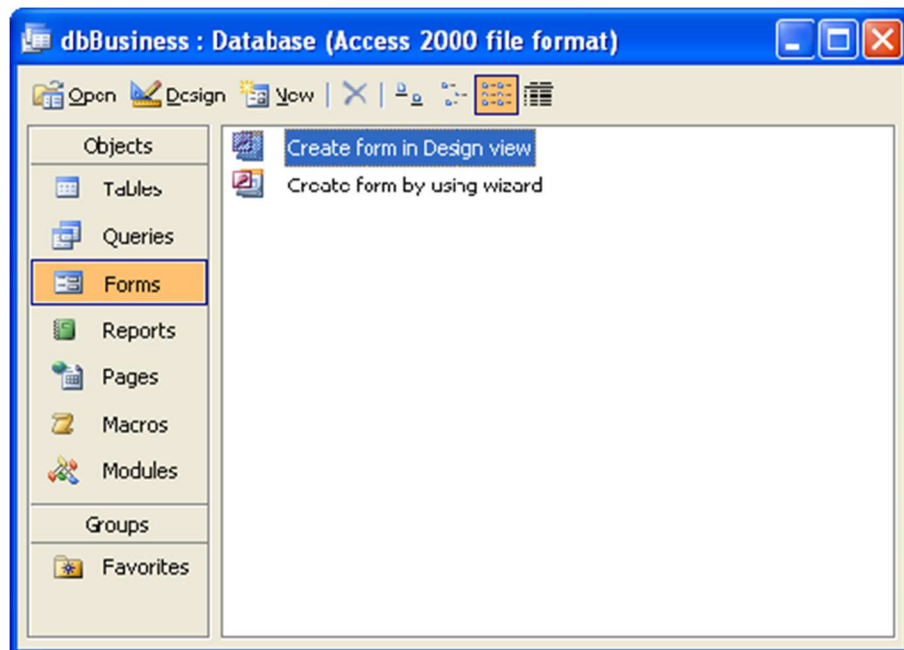 dbBusiness : Database (Access 2000 file format)
Open Design New
Objects
Tables
Queries
Forms
Reports
Pages
Macros
Modules
Groups
Favorites
Create form in Design view
Create form by using wizard